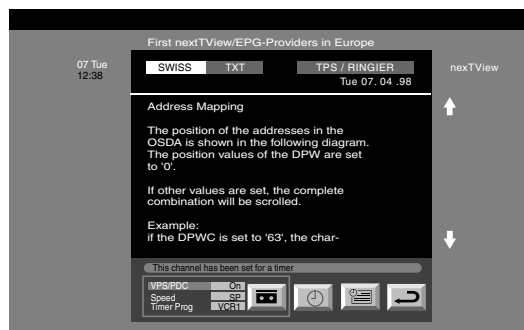 First nextTView/EPG-Providers in Europe
07 Tue
12:38
SWISS TXT TPS / RINGIER
nexTView
Tue 07. 04 .98
Address Mapping
The position of the addresses in the
OSDA is shown in the following diagram.
The position values of the DPW are set
to '0'.
If other values are set, the complete
combination will be scrolled.
Example:
if the DPWC is set to '63', the char-
This channel has been set for a timer
VPS/PDC On
Speed SP
Timer Prog VCR1